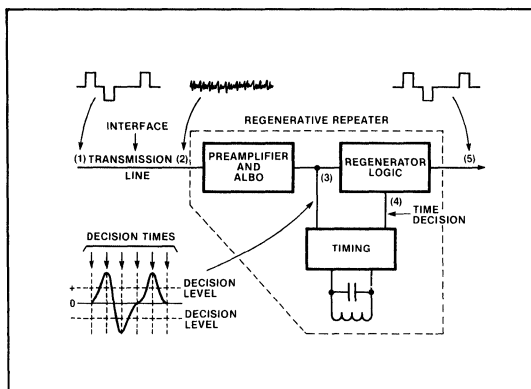 REGENERATIVE REPEATER
INTERFACE
(1) TRANSMISSION (2)
LINE
PREAMPLIFIER
AND
ALBO
(3)
REGENERATOR
LOGIC
(5)
(4)
TIME
DECISION
TIMING
DECISION TIMES
+
0
-
DECISION
LEVEL
DECISION
LEVEL